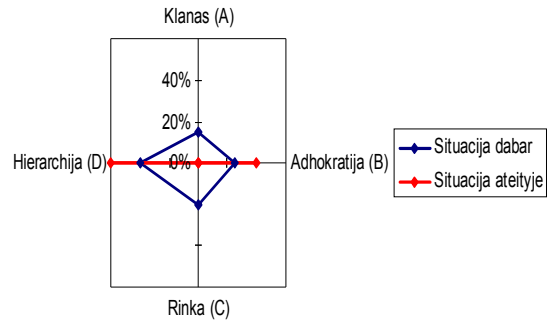 Klanas (A)
40%
20%
0%
Hierarchija (D)
Adhokratija (B)
Rinka (C)
Situacija dabar
Situacija ateityje